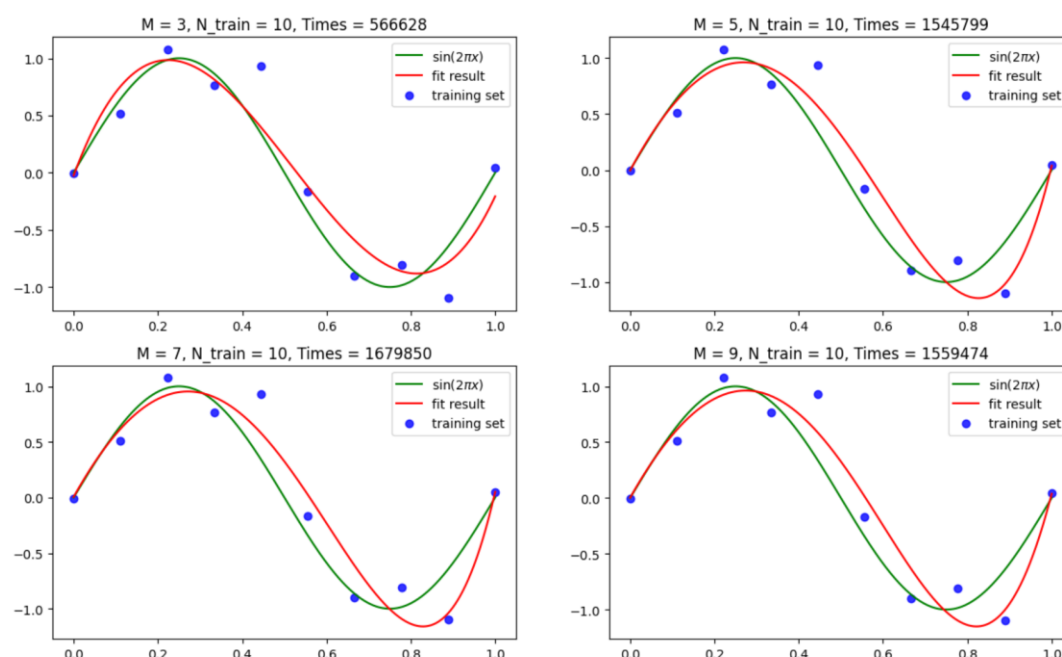 M = 3, N_train = 10, Times = 566628
sin(2πx)
fit result
training set
1.0
0.5
0.0
−0.5
−1.0
0.0 0.2 0.4 0.6 0.8 1.0
M = 5, N_train = 10, Times = 1545799
sin(2πx)
fit result
training set
1.0
0.5
0.0
−0.5
−1.0
0.0 0.2 0.4 0.6 0.8 1.0
M = 7, N_train = 10, Times = 1679850
sin(2πx)
fit result
training set
1.0
0.5
0.0
−0.5
−1.0
0.0 0.2 0.4 0.6 0.8 1.0
M = 9, N_train = 10, Times = 1559474
sin(2πx)
fit result
training set
1.0
0.5
0.0
−0.5
−1.0
0.0 0.2 0.4 0.6 0.8 1.0